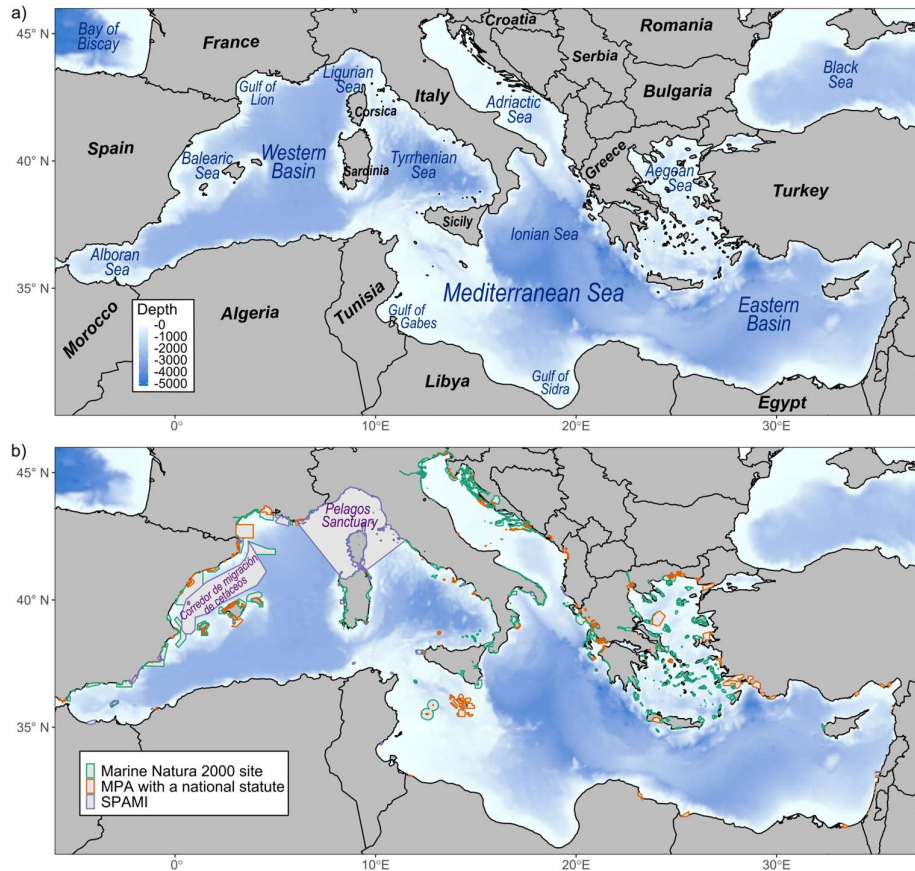 a)
45° N
40° N
35° N
Bay of
Biscay
France
Croatia
Romania
Serbia
Ligurian
Sea
Gulf of
Lion
Italy
Black
Sea
Bulgaria
Corsica
Adriactic
Sea
Spain
Western
Basin
Balearic
Sea
Sardinia
Tyrrhenian
Sea
Greece
Aegean
Sea
Turkey
Sicily
Ionian Sea
Alboran
Sea
Mediterranean Sea
Eastern
Basin
Morocco
Depth
-0
-1000
-2000
-3000
-4000
-5000
Algeria
Tunisia
Gulf of
Gabes
Libya
Gulf of
Sidra
Egypt
0°
10°E
20°E
30°E
b)
45° N
40° N
35° N
Pelagos
Sanctuary
Corredor de migración
de cetáceos
Marine Natura 2000 site
MPA with a national statute
SPAMI
0°
10°E
20°E
30°E